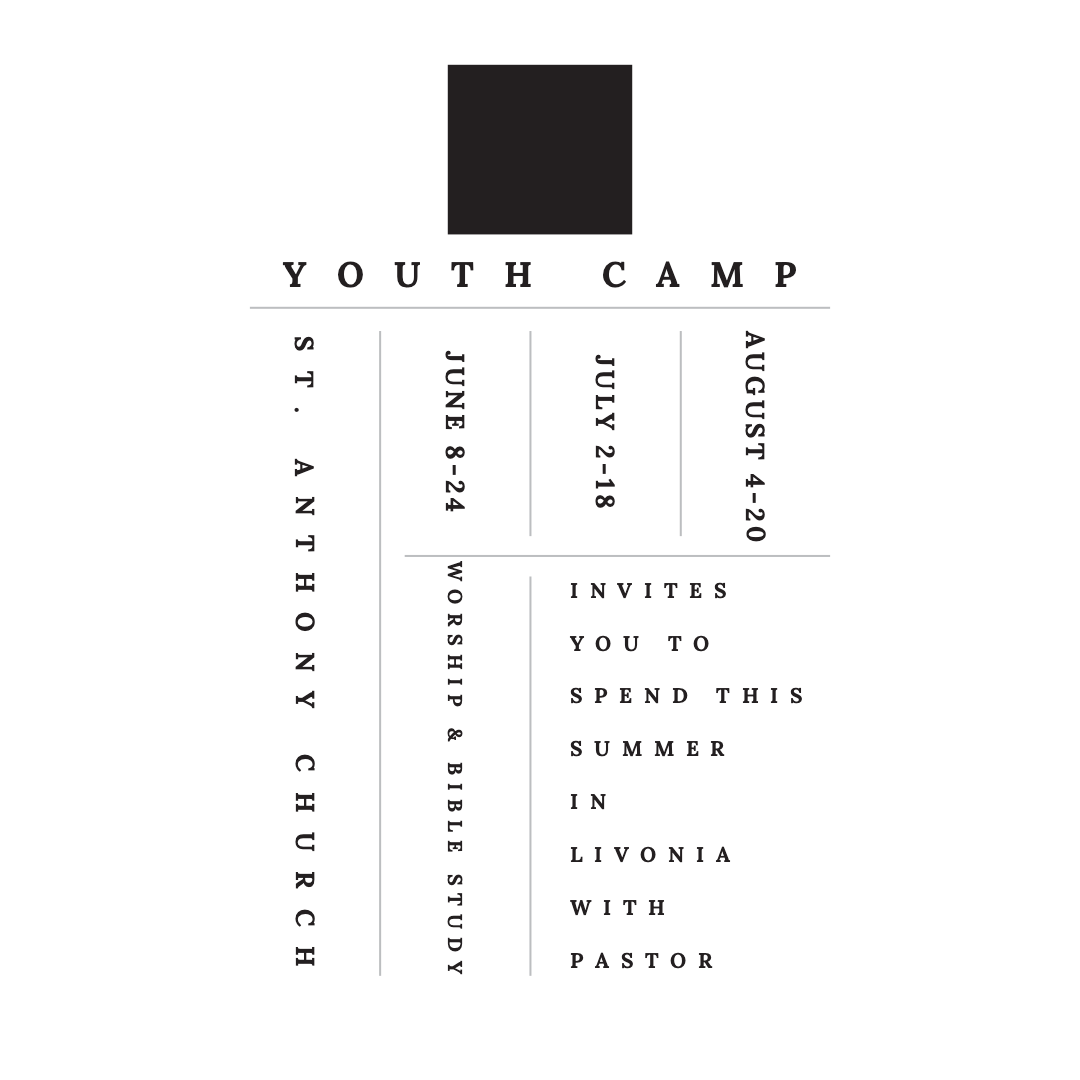 YOUTH CAMP
ST. ANTHONY CHURCH
JUNE 8-24
JULY 2-18
AUGUST 4-20
WORSHIP & BIBLE STUDY
INVITES
YOU TO
SPEND THIS
SUMMER
IN
LIVONIA
WITH
PASTOR